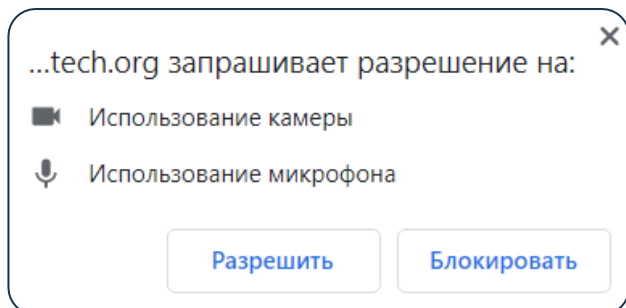 ...tech.org запрашивает разрешение на:
Использование камеры
Использование микрофона
Разрешить
Блокировать